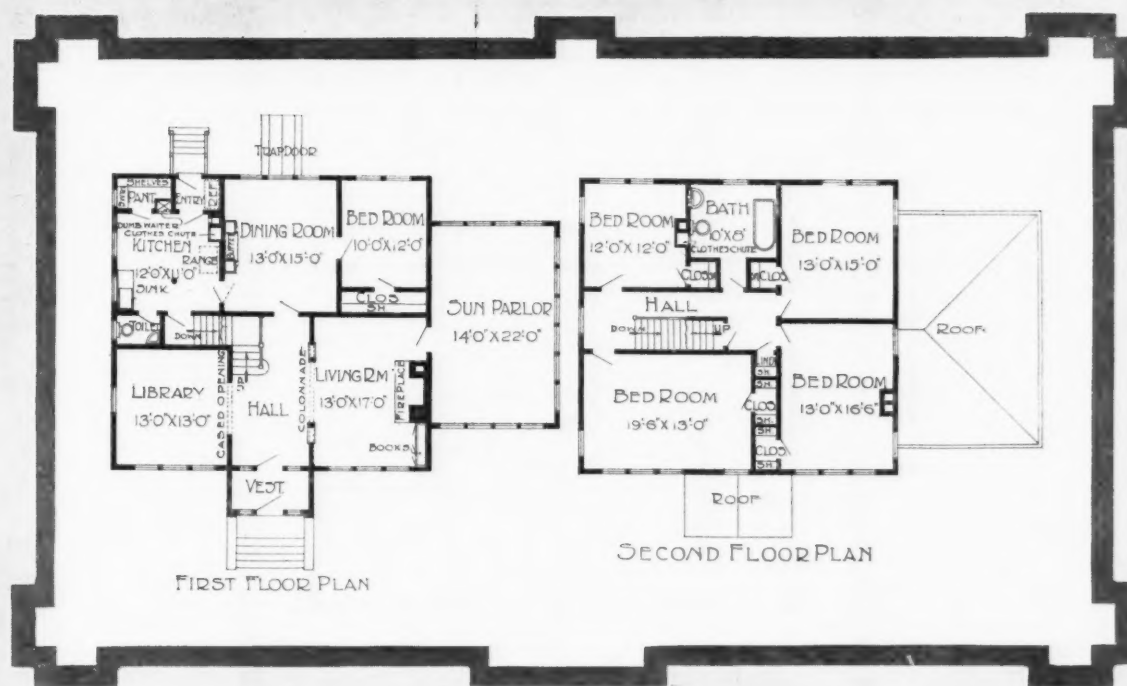 TRAPDOOR
SHELVES
SHVS
PANT.
ENTRY
REF.
DUMB WAITER
CLOTHES CHUTE
KITCHEN
12'-0"X11'-0"
RANGE
SINK
BUFFET
DINING ROOM
13'-0"X15'-0"
BED ROOM
10'-0"X12'-0"
CLOS
SH.
SUN PARLOR
14'-0"X22'-0"
TOILET
DOWN
LIBRARY
13'-0"X13'-0"
CASED OPENING
UP
HALL
COLONNADE
LIVING RM
13'-0"X17'-0"
FIREPLACE
BOOKS
VEST.
FIRST FLOOR PLAN
BED ROOM
12'-0"X12'-0"
BATH
10'X8'
CLOTHES CHUTE
CLOS
CLOS
BED ROOM
13'-0"X15'-0"
HALL
DOWN
UP
ROOF
LINEN
SH.
SH.
CLOS
SH.
SH.
CLOS
SH.
BED ROOM
19'-6"X13'-0"
BED ROOM
13'-0"X16'-6"
ROOF
SECOND FLOOR PLAN